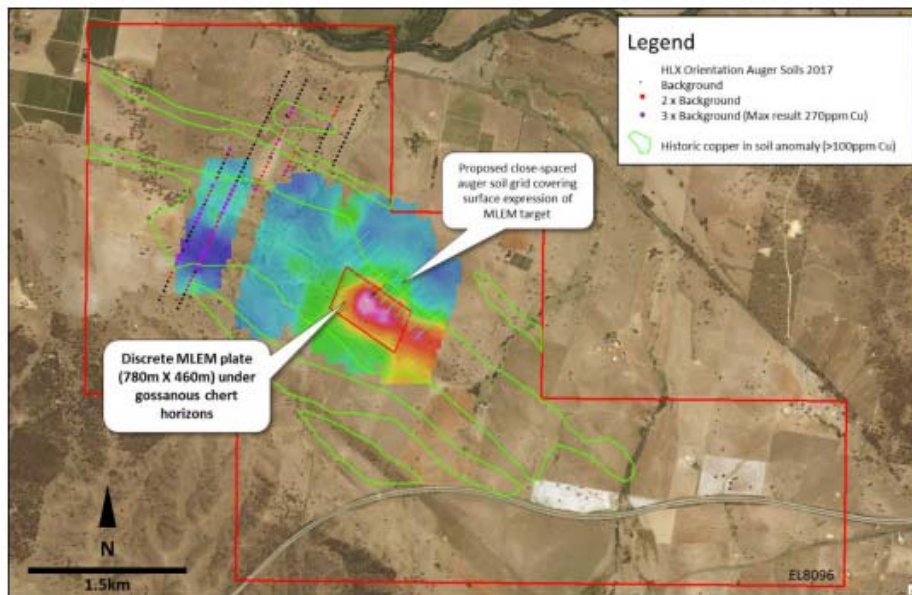 Legend
HLX Orientation Auger Soils 2017
Background
2 x Background
3 x Background (Max result 270ppm Cu)
Historic copper in soil anomaly (>100ppm Cu)
Proposed close-spaced
auger soil grid covering
surface expression of
MLEM target
Discrete MLEM plate
(780m X 460m) under
gossanous chert
horizons
N
1.5km
EL8096